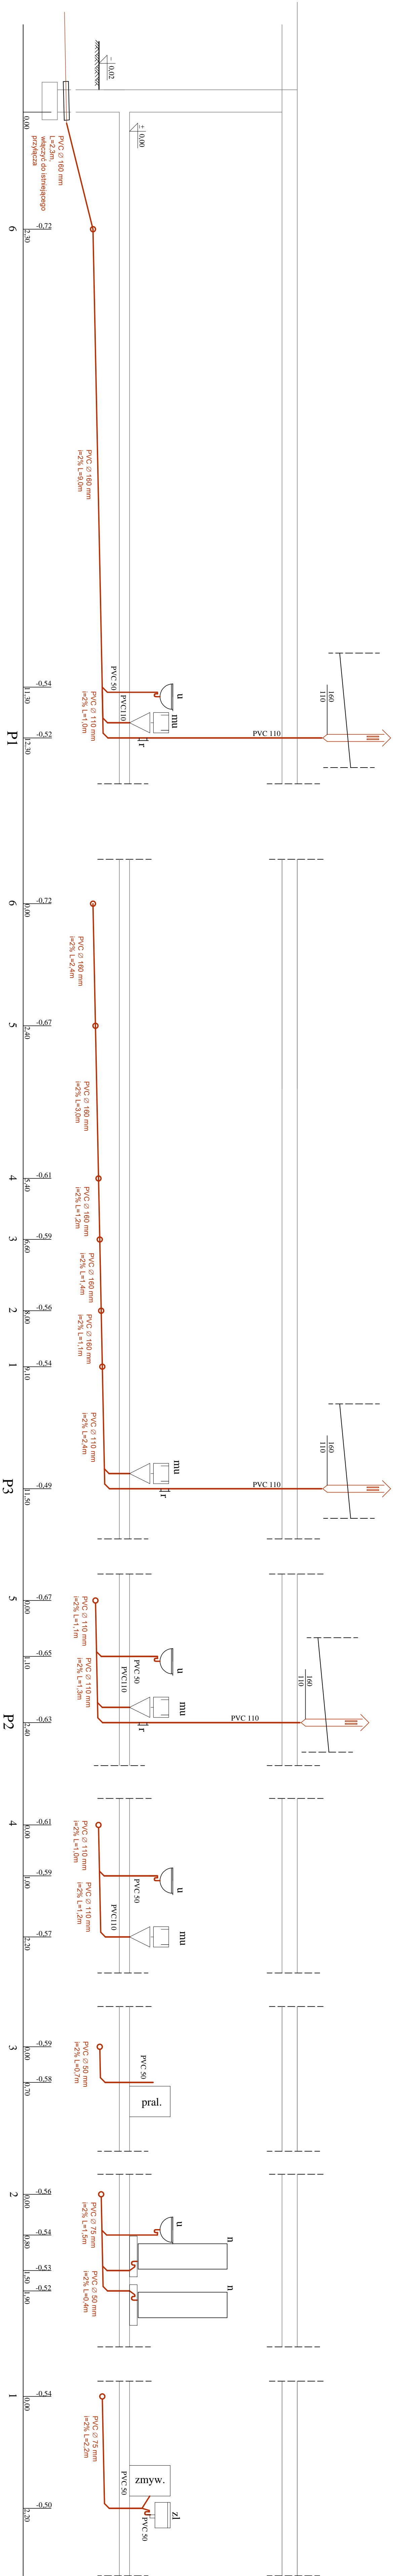 - 0,02
± 0,00
0,00
PVC ∅ 160 mm
L=2,3m,
włączyć do istniejącego
przyłącza
-0,72
2,30
6
PVC ∅ 160 mm
i=2% L=9,0m
-0,54
11,30
PVC 50
PVC110
u
mu
r
PVC ∅ 110 mm
i=2% L=1,0m
-0,52
12,30
P1
PVC 110
160
110
-0,72
0,00
6
PVC ∅ 160 mm
i=2% L=2,4m
-0,67
2,40
5
PVC ∅ 160 mm
i=2% L=3,0m
-0,61
5,40
4
PVC ∅ 160 mm
i=2% L=1,2m
-0,59
6,60
3
PVC ∅ 160 mm
i=2% L=1,4m
-0,56
8,00
2
PVC ∅ 160 mm
i=2% L=1,1m
-0,54
9,10
1
PVC ∅ 110 mm
i=2% L=2,4m
mu
r
-0,49
11,50
P3
PVC 110
160
110
-0,67
0,00
5
PVC ∅ 110 mm
i=2% L=1,1m
-0,65
1,10
PVC 50
PVC110
u
mu
r
PVC ∅ 110 mm
i=2% L=1,3m
-0,63
2,40
P2
PVC 110
160
110
-0,61
0,00
4
PVC ∅ 110 mm
i=2% L=1,0m
-0,59
1,00
PVC 50
PVC110
u
mu
PVC ∅ 110 mm
i=2% L=1,2m
-0,57
2,20
-0,59
0,00
3
PVC ∅ 50 mm
i=2% L=0,7m
-0,58
0,70
PVC 50
pral.
-0,56
0,00
2
PVC ∅ 75 mm
i=2% L=1,5m
-0,54
0,80
u
n
-0,53
1,50
PVC ∅ 50 mm
i=2% L=0,4m
-0,52
1,90
n
-0,54
0,00
1
PVC ∅ 75 mm
i=2% L=2,2m
PVC 50
zmyw.
zl
PVC 50
-0,50
2,20